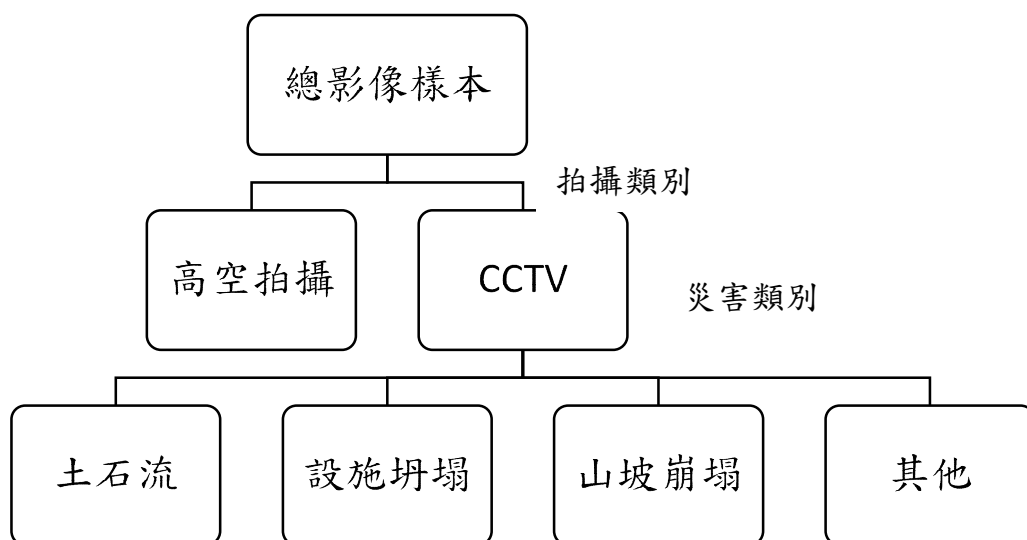 總影像樣本
拍攝類別
高空拍攝
CCTV
災害類別
土石流
設施坍塌
山坡崩塌
其他